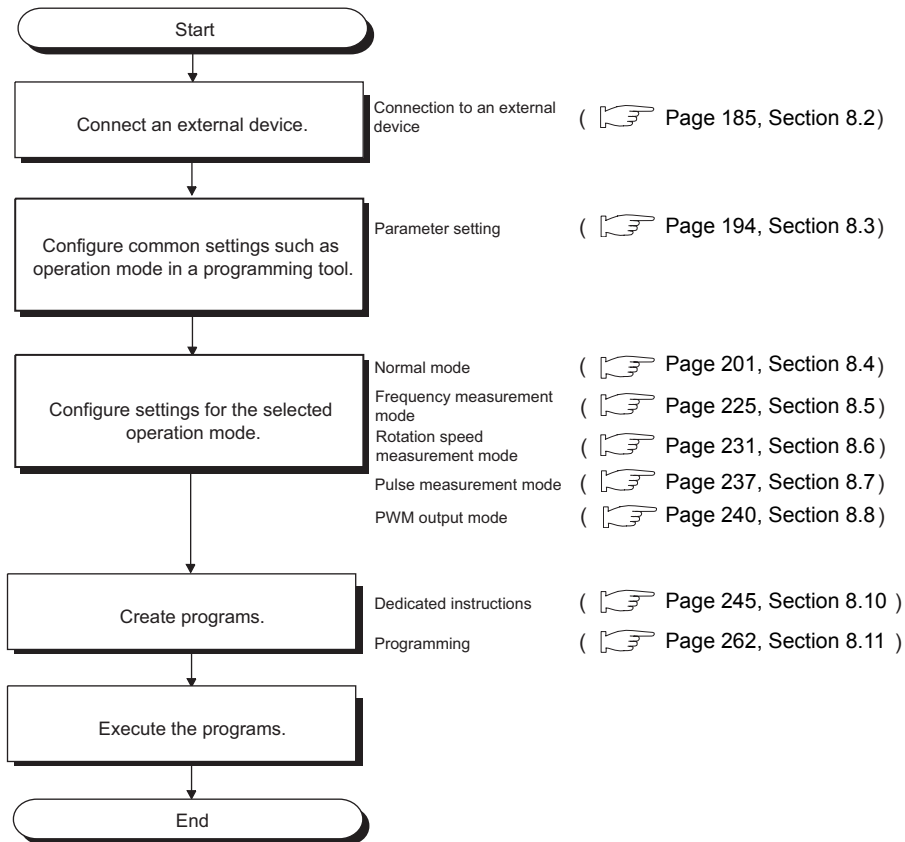 Start
Connect an external device.
Connection to an external
device
( Page 185, Section 8.2)
Configure common settings such as
operation mode in a programming tool.
Parameter setting
( Page 194, Section 8.3)
Configure settings for the selected
operation mode.
Normal mode
( Page 201, Section 8.4)
Frequency measurement
mode
( Page 225, Section 8.5)
Rotation speed
measurement mode
( Page 231, Section 8.6)
Pulse measurement mode
( Page 237, Section 8.7)
PWM output mode
( Page 240, Section 8.8)
Create programs.
Dedicated instructions
( Page 245, Section 8.10 )
Programming
( Page 262, Section 8.11 )
Execute the programs.
End